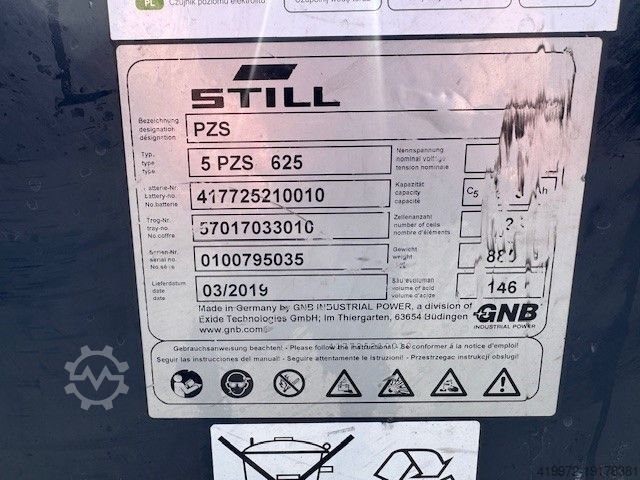 PL Czujnik poziomu elektrolitu
STILL
Bezeichnung
designation
désignation
PZS
Typ.
type
type
5 PZS 625
Nennspannung
nominal voltage
tension nominale
Batterie-Nr.
battery-no.
No.batterie
417725210010
Kapazität
capacity
capacité
C5
Ah
Trog-Nr.
tray-no.
No.coffre
57017033010
Zellenanzahl
number of cells
nombre d'éléments
Serien-Nr.
serial no.
No série
0100795035
Gewicht
weight
Lieferdatum
date
date
03/2019
Säurevolumen
volume of acid
volume d'acide
146
Made in Germany by GNB INDUSTRIAL POWER, a division of
Exide Technologies GmbH; Im Thiergarten, 63654 Büdingen
www.gnb.com
GNB
INDUSTRIAL POWER
Gebrauchsanweisung beachten! - Please follow the instructions! - Se conformer à la notice d'emploi!
Seguir las instrucciones del manual! - Seguire attentamente le istruzioni! - Przestrzegac instrukcji obslugi!
419972-19178381